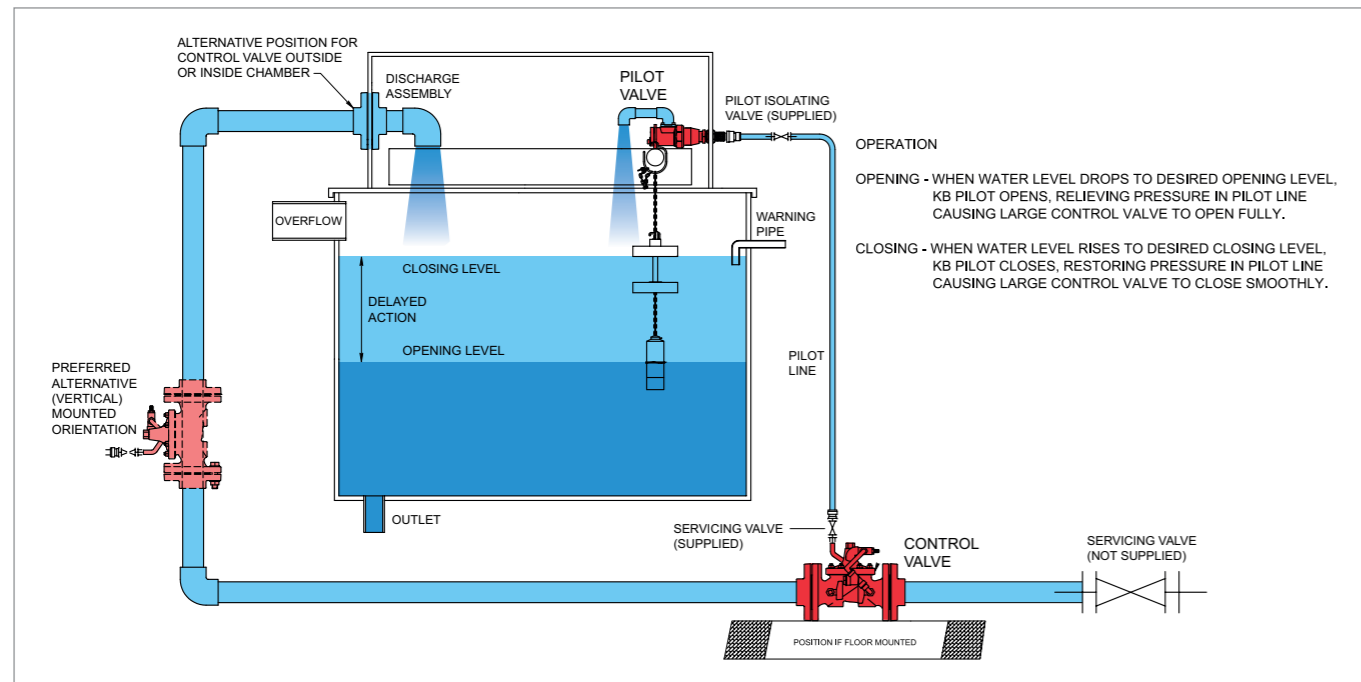 ALTERNATIVE POSITION FOR
CONTROL VALVE OUTSIDE
OR INSIDE CHAMBER
DISCHARGE
ASSEMBLY
PILOT
VALVE
PILOT ISOLATING
VALVE (SUPPLIED)
OPERATION
OPENING - WHEN WATER LEVEL DROPS TO DESIRED OPENING LEVEL,
KB PILOT OPENS, RELIEVING PRESSURE IN PILOT LINE
CAUSING LARGE CONTROL VALVE TO OPEN FULLY.
CLOSING - WHEN WATER LEVEL RISES TO DESIRED CLOSING LEVEL,
KB PILOT CLOSES, RESTORING PRESSURE IN PILOT LINE
CAUSING LARGE CONTROL VALVE TO CLOSE SMOOTHLY.
OVERFLOW
WARNING
PIPE
CLOSING LEVEL
DELAYED
ACTION
OPENING LEVEL
PILOT
LINE
PREFERRED
ALTERNATIVE
(VERTICAL)
MOUNTED
ORIENTATION
OUTLET
SERVICING VALVE
(SUPPLIED)
CONTROL
VALVE
SERVICING VALVE
(NOT SUPPLIED)
POSITION IF FLOOR MOUNTED